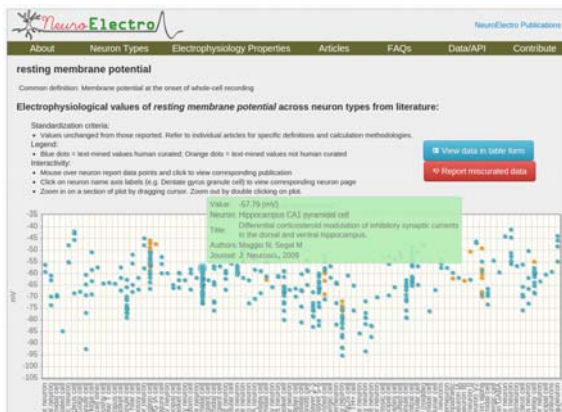 NeuroElectro
NeuroElectro Publications
About Neuron Types Electrophysiology Properties Articles FAQs Data/API Contribute
resting membrane potential
Common definition: Membrane potential at the onset of whole-cell recording
Electrophysiological values of resting membrane potential across neuron types from literature:
Standardization criteria:
• Values unchanged from those reported. Refer to individual articles for specific definitions and calculation methodologies.
Legend:
• Blue dots = text-mined values human curated; Orange dots = text-mined values not human curated
Interactivity:
• Mouse over neuron report data points and click to view corresponding publication
• Click on neuron name axis labels (e.g. Dentate gyrus granule cell) to view corresponding neuron page
• Zoom in on a section of plot by dragging cursor. Zoom out by double clicking on plot.
View data in table form
Report miscurated data
Value: -57.79 (mV)
Neuron: Hippocampus CA1 pyramidal cell
Title: Differential corticosteroid modulation of inhibitory synaptic currents
in the dorsal and ventral hippocampus.
Authors: Maggio N, Segal M
Journal: J. Neurosci., 2009
-35
-40
-45
-50
-55
-60
-65
-70
-75
-80
-85
-90
-95
-100
-105
mV